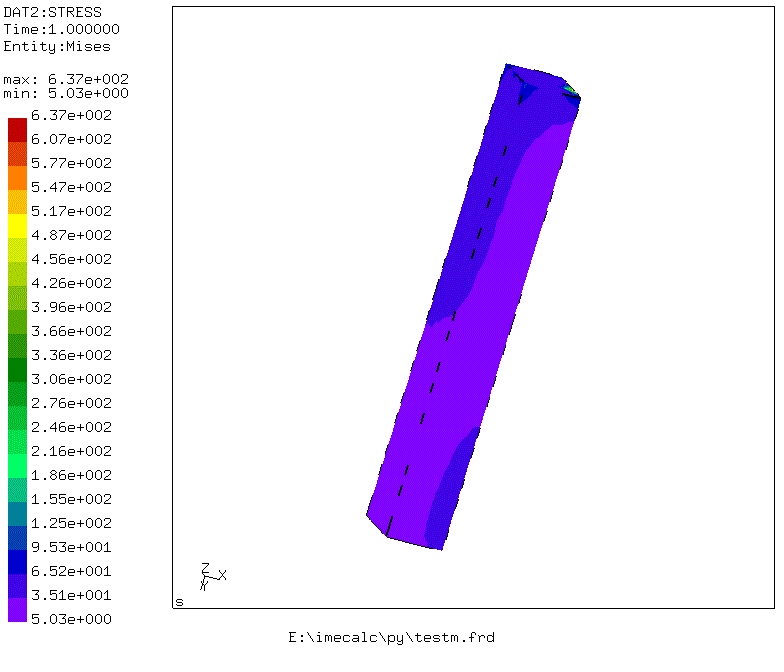 DAT2:STRESS
Time:1.000000
Entity:Mises
max: 6.37e+002
min: 5.03e+000
6.37e+002
6.07e+002
5.77e+002
5.47e+002
5.17e+002
4.87e+002
4.56e+002
4.26e+002
3.96e+002
3.66e+002
3.36e+002
3.06e+002
2.76e+002
2.46e+002
2.16e+002
1.86e+002
1.55e+002
1.25e+002
9.53e+001
6.52e+001
3.51e+001
5.03e+000
Z
X
Y
s
E:\imecalc\py\testm.frd